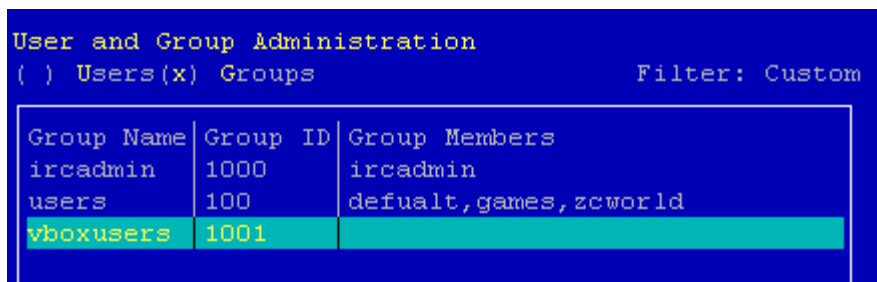 User and Group Administration
( ) Users(x) Groups Filter: Custom
Group Name Group ID Group Members
ircadmin 1000 ircadmin
users 100 defualt,games,zcworld
vboxusers 1001